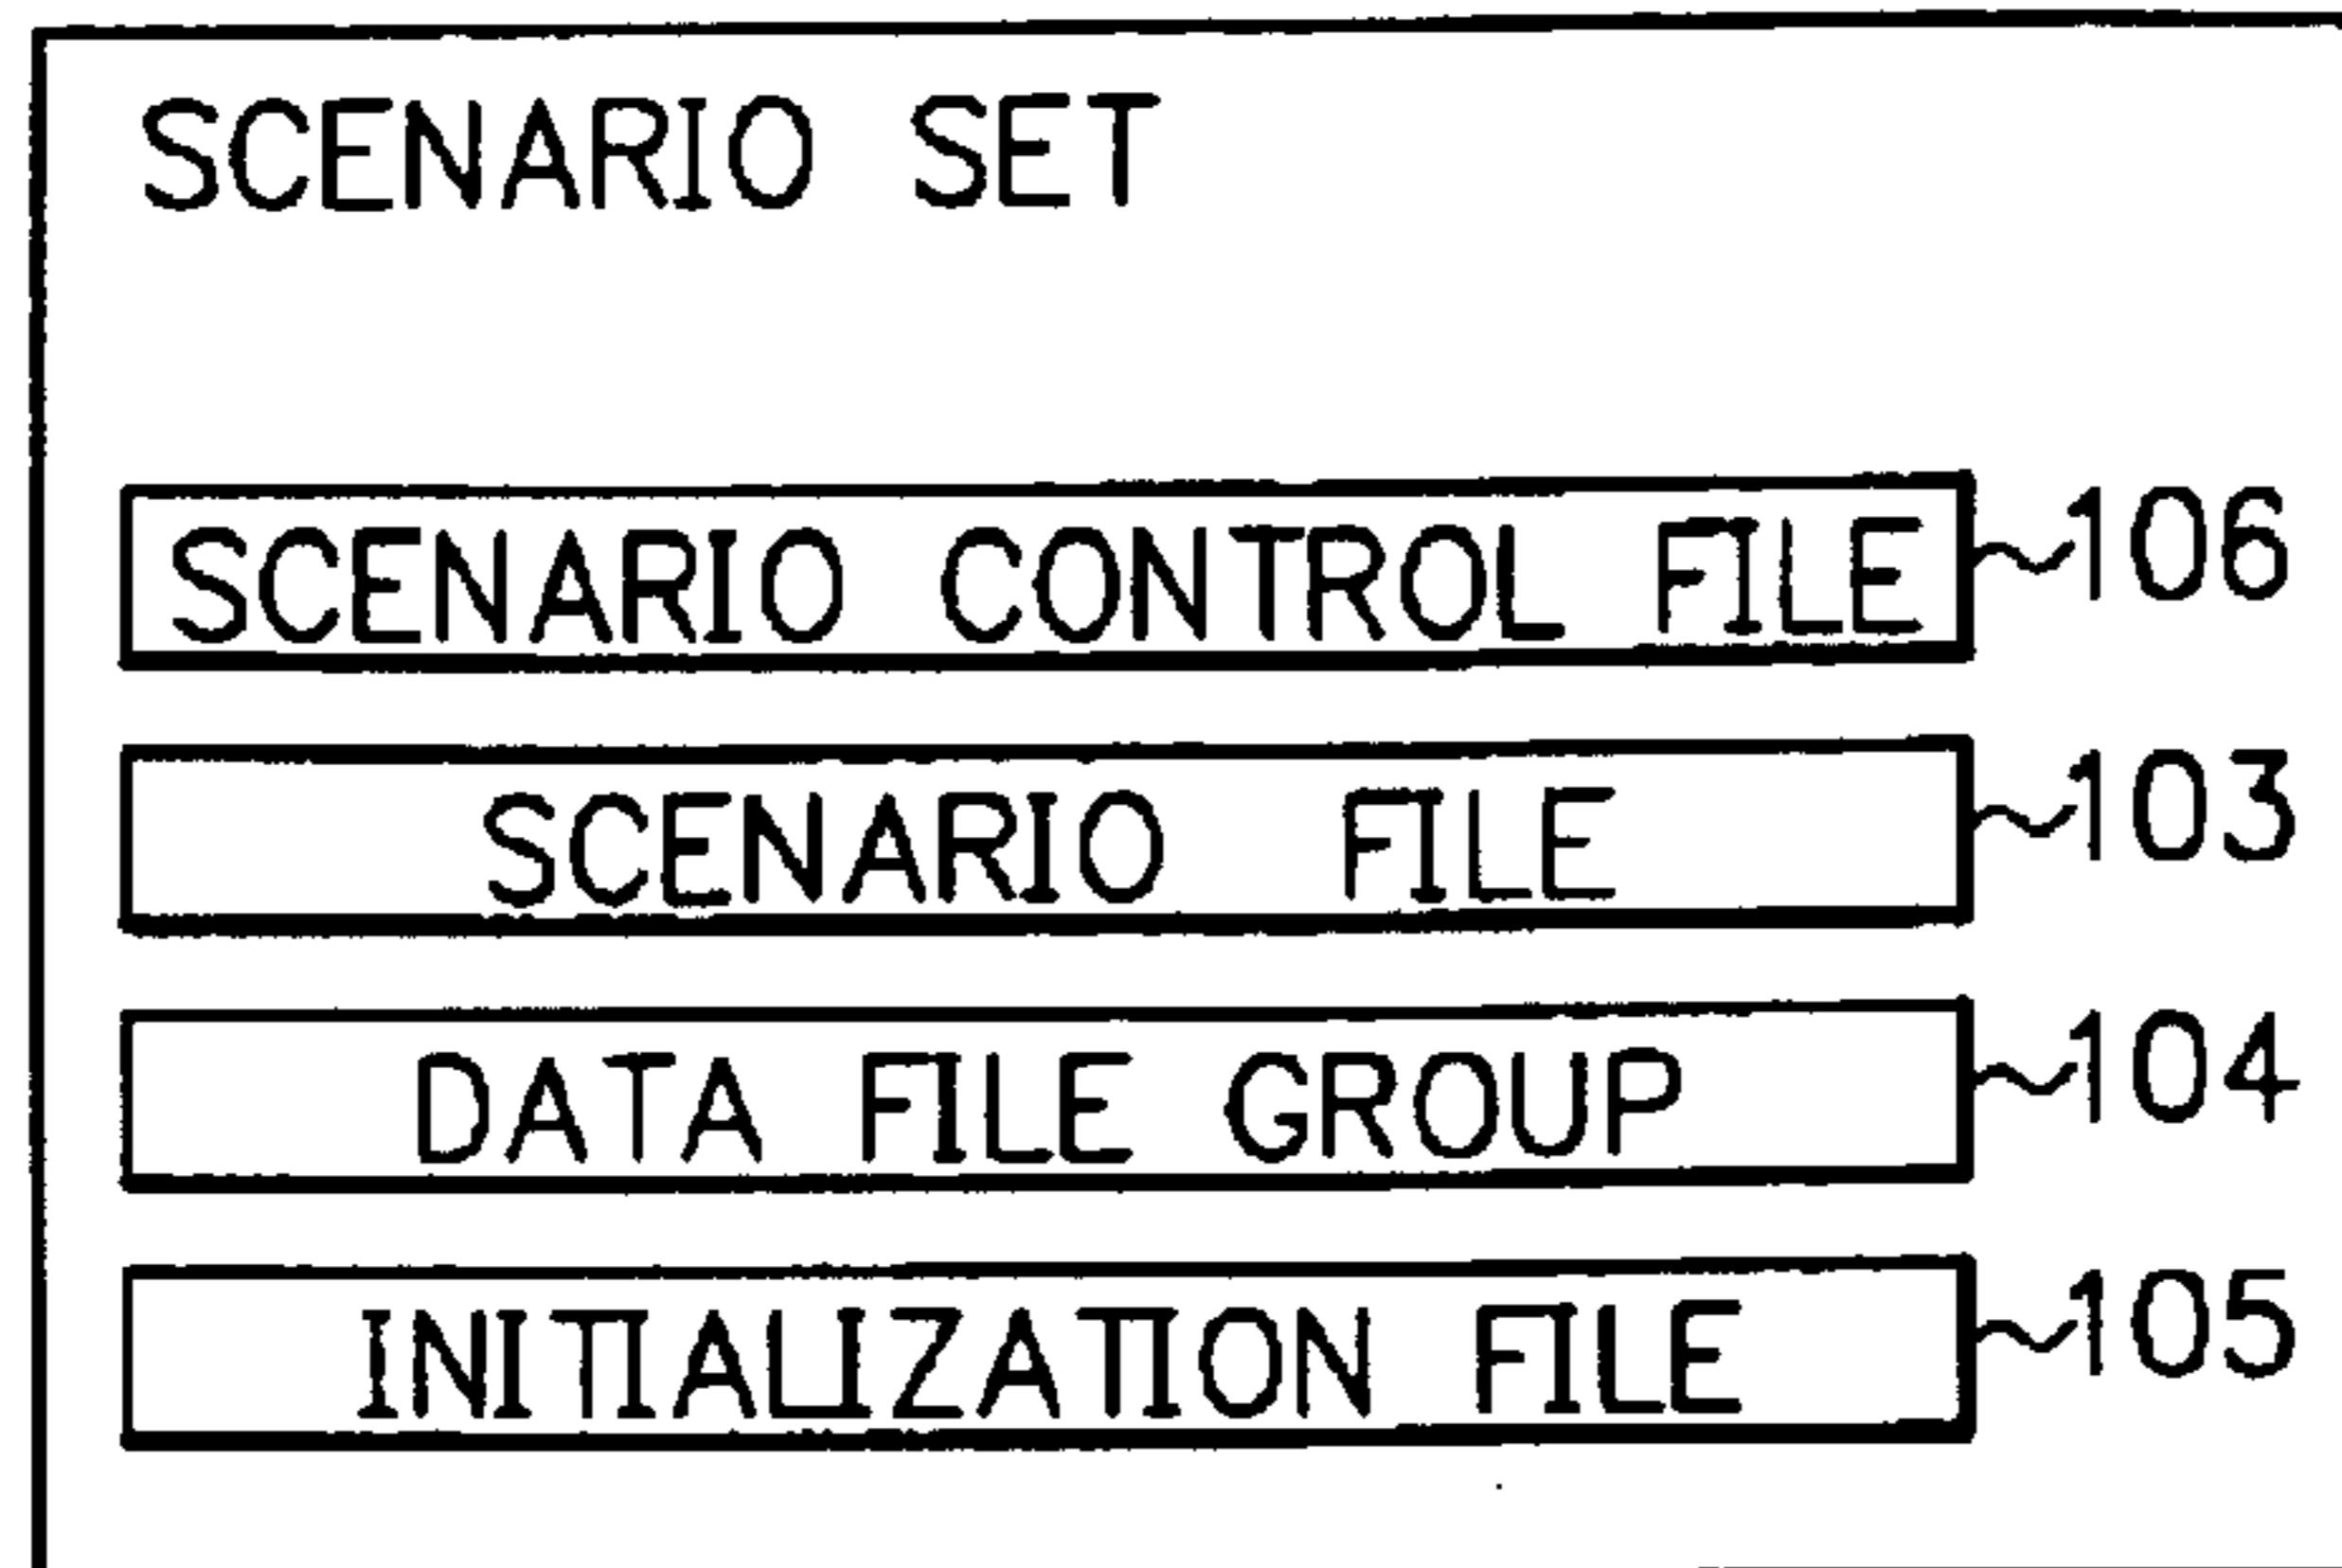 SCENARIO SET
SCENARIO CONTROL FILE 106
SCENARIO FILE 103
DATA FILE GROUP 104
INITIALIZATION FILE 105